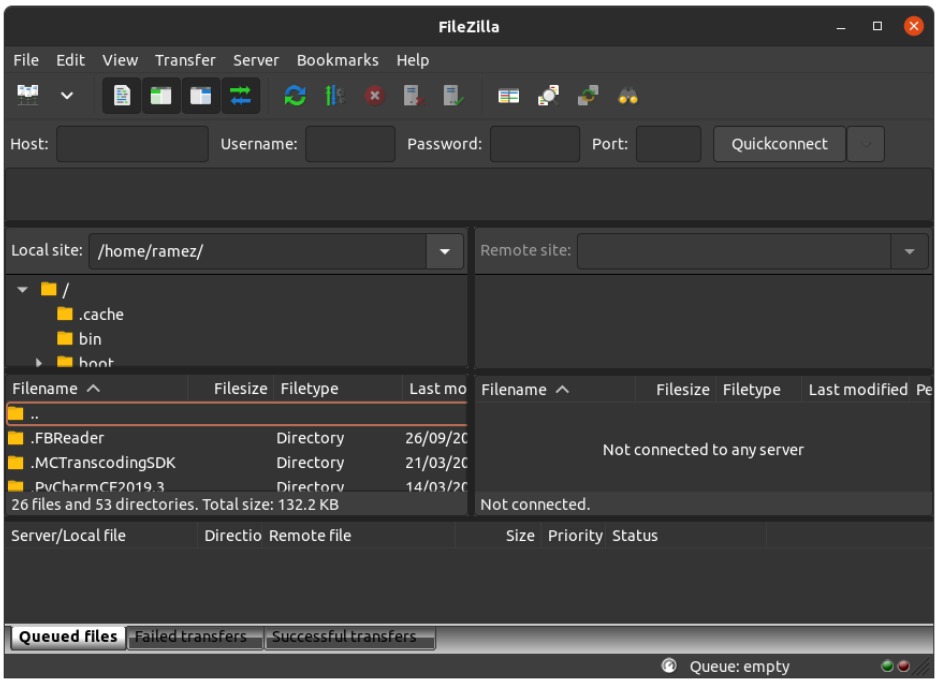 FileZilla
File Edit View Transfer Server Bookmarks Help
Host: Username: Password: Port: Quickconnect
Local site: /home/ramez/ Remote site:
/
.cache
bin
boot
Filename Filesize Filetype Last mo Filename Filesize Filetype Last modified Pe
..
.FBReader Directory 26/09/20
.MCTranscodingSDK Directory 21/03/20
Not connected to any server
.PyCharmCE2019.3 Directory 14/03/20
26 files and 53 directories. Total size: 132.2 KB Not connected.
Server/Local file Directio Remote file Size Priority Status
Queued files Failed transfers Successful transfers
Queue: empty